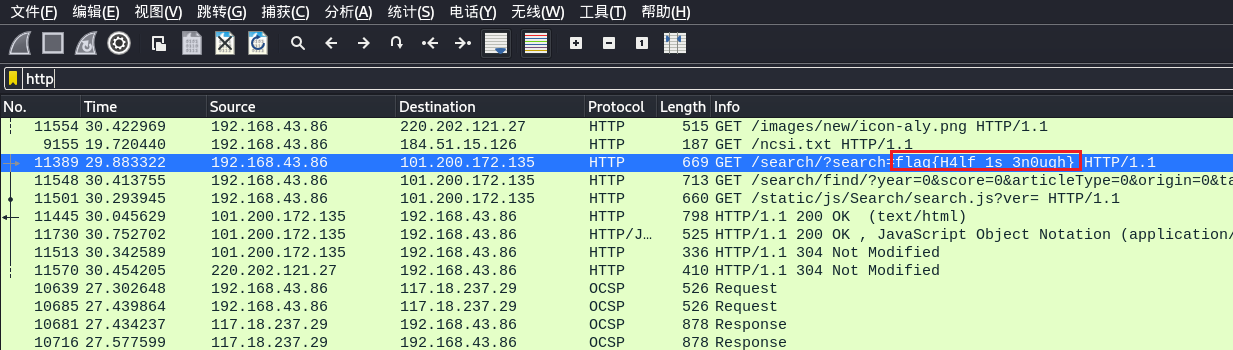 文件(F) 编辑(E) 视图(V) 跳转(G) 捕获(C) 分析(A) 统计(S) 电话(Y) 无线(W) 工具(T) 帮助(H)
http
No. Time Source Destination Protocol Length Info
11554 30.422969 192.168.43.86 220.202.121.27 HTTP 515 GET /images/new/icon-aly.png HTTP/1.1
9155 19.720440 192.168.43.86 184.51.15.126 HTTP 187 GET /ncsi.txt HTTP/1.1
11389 29.883322 192.168.43.86 101.200.172.135 HTTP 669 GET /search/?search=flag{H4lf_1s_3n0ugh} HTTP/1.1
11548 30.413755 192.168.43.86 101.200.172.135 HTTP 713 GET /search/find/?year=0&score=0&articleType=0&origin=0&ta
11501 30.293945 192.168.43.86 101.200.172.135 HTTP 660 GET /static/js/Search/search.js?ver= HTTP/1.1
11445 30.045629 101.200.172.135 192.168.43.86 HTTP 798 HTTP/1.1 200 OK (text/html)
11730 30.752702 101.200.172.135 192.168.43.86 HTTP/J… 525 HTTP/1.1 200 OK , JavaScript Object Notation (application/
11513 30.342589 101.200.172.135 192.168.43.86 HTTP 336 HTTP/1.1 304 Not Modified
11570 30.454205 220.202.121.27 192.168.43.86 HTTP 410 HTTP/1.1 304 Not Modified
10639 27.302648 192.168.43.86 117.18.237.29 OCSP 526 Request
10685 27.439864 192.168.43.86 117.18.237.29 OCSP 526 Request
10681 27.434237 117.18.237.29 192.168.43.86 OCSP 878 Response
10716 27.577599 117.18.237.29 192.168.43.86 OCSP 878 Response